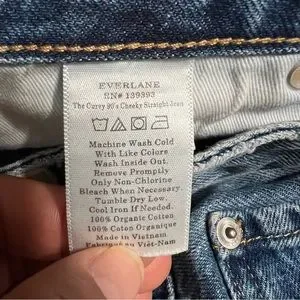 EVERLANE
RN# 139393
The Curvy 90's Cheeky Straight Jean
Machine Wash Cold
With Like Colors
Wash Inside Out.
Remove Promptly.
Only Non-Chlorine
Bleach When Necessary.
Tumble Dry Low.
Cool Iron If Needed.
100% Organic Cotton
100% Coton Organique
Made in Vietnam
Fabriqué au Viet-Nam